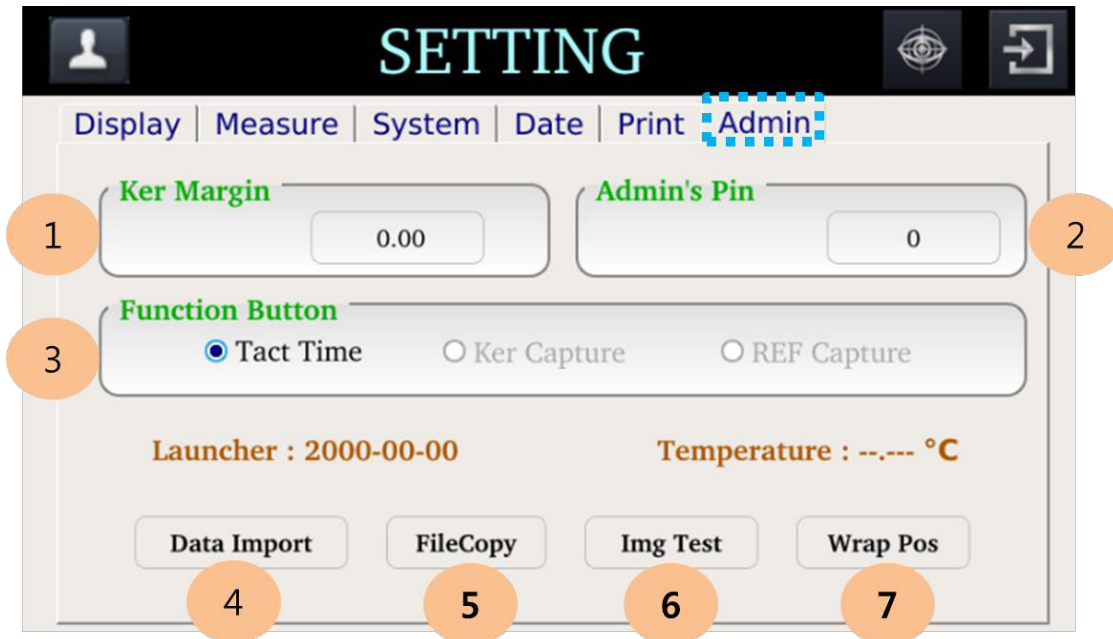 SETTING
Display | Measure | System | Date | Print | Admin
Ker Margin
Admin's Pin
1
0.00
0
2
Function Button
3
Tact Time
Ker Capture
REF Capture
Launcher : 2000-00-00
Temperature : --.--- °C
Data Import
FileCopy
Img Test
Wrap Pos
4
5
6
7